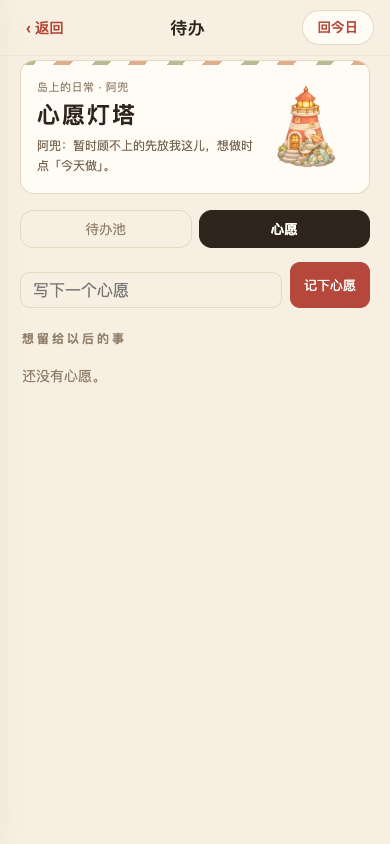 ‹ 返回
待办
回今日
岛上的日常 · 阿兜
心愿灯塔
阿兜：暂时顾不上的先放我这儿，想做时
点「今天做」。
待办池
心愿
写下一个心愿
记下心愿
想留给以后的事
还没有心愿。